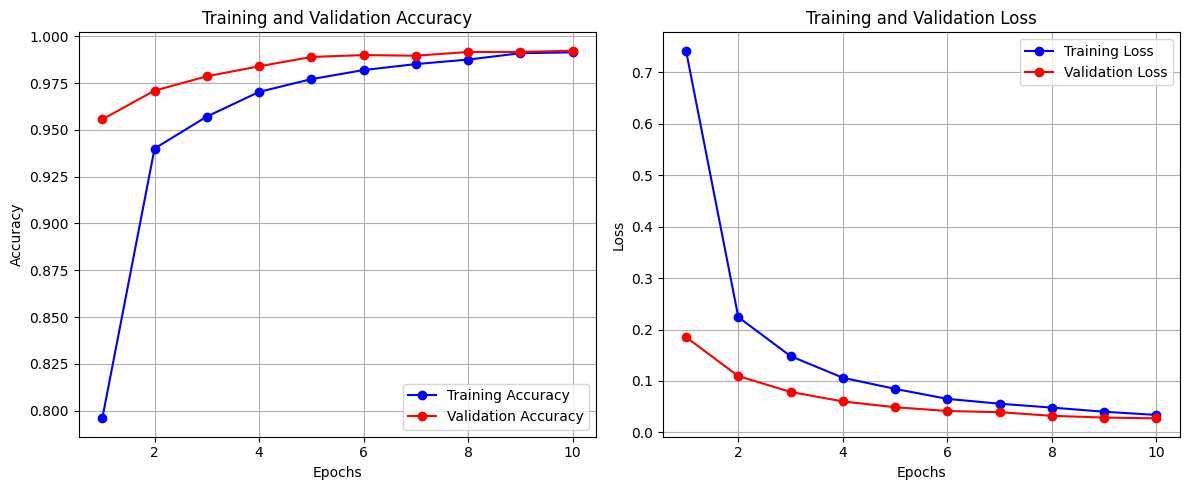 Training and Validation Accuracy
1.000
0.975
0.950
0.925
0.900
0.875
0.850
0.825
0.800
Accuracy
2 4 6 8 10
Epochs
Training Accuracy
Validation Accuracy
Training and Validation Loss
0.7
0.6
0.5
0.4
0.3
0.2
0.1
0.0
Loss
2 4 6 8 10
Epochs
Training Loss
Validation Loss